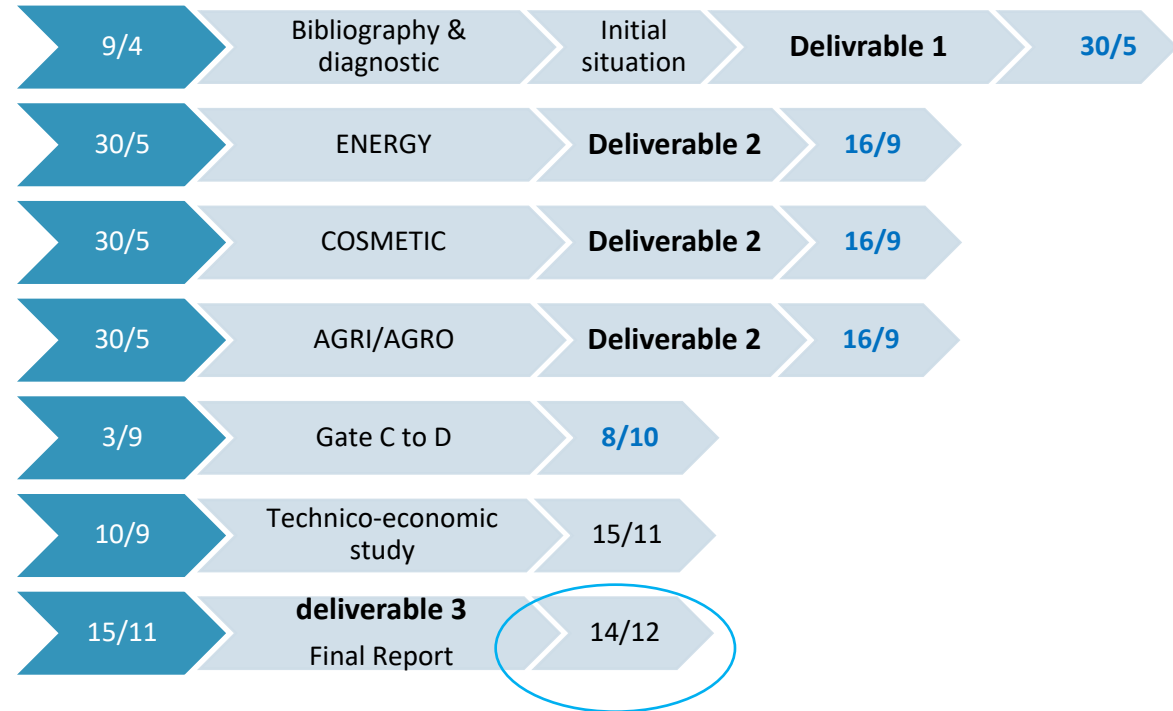 9/4
Bibliography &
diagnostic
Initial
situation
Delivrable 1
30/5
30/5
ENERGY
Deliverable 2
16/9
30/5
COSMETIC
Deliverable 2
16/9
30/5
AGRI/AGRO
Deliverable 2
16/9
3/9
Gate C to D
8/10
10/9
Technico-economic
study
15/11
15/11
deliverable 3
Final Report
14/12